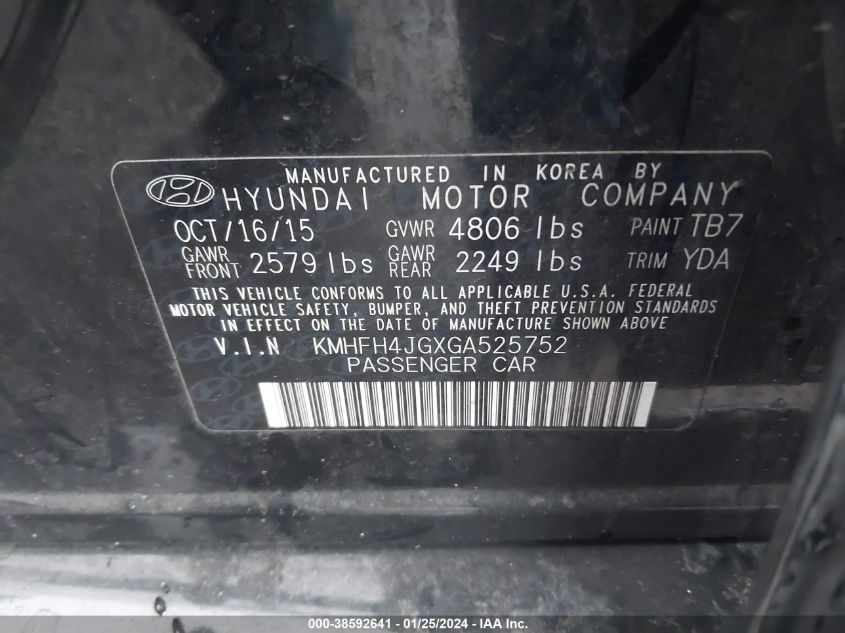 MANUFACTURED IN KOREA BY
HYUNDAI MOTOR COMPANY
OCT/16/15 GVWR 4806 lbs PAINT TB7
GAWR FRONT 2579 lbs GAWR REAR 2249 lbs TRIM YDA
THIS VEHICLE CONFORMS TO ALL APPLICABLE U.S.A. FEDERAL
MOTOR VEHICLE SAFETY, BUMPER, AND THEFT PREVENTION STANDARDS
IN EFFECT ON THE DATE OF MANUFACTURE SHOWN ABOVE
V.I.N KMHFH4JGXGA525752
PASSENGER CAR
000-38592641 - 01/25/2024 - IAA Inc.